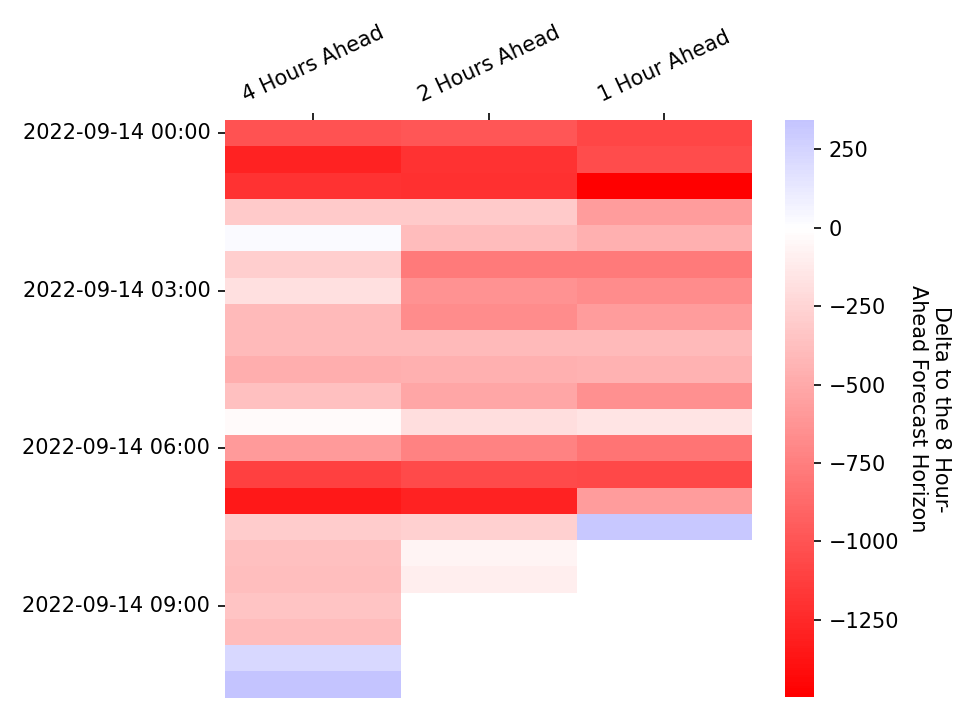 4 Hours Ahead
2 Hours Ahead
1 Hour Ahead
2022-09-14 00:00
2022-09-14 03:00
2022-09-14 06:00
2022-09-14 09:00
250
0
−250
−500
−750
−1000
−1250
Delta to the 8 Hour-
Ahead Forecast Horizon